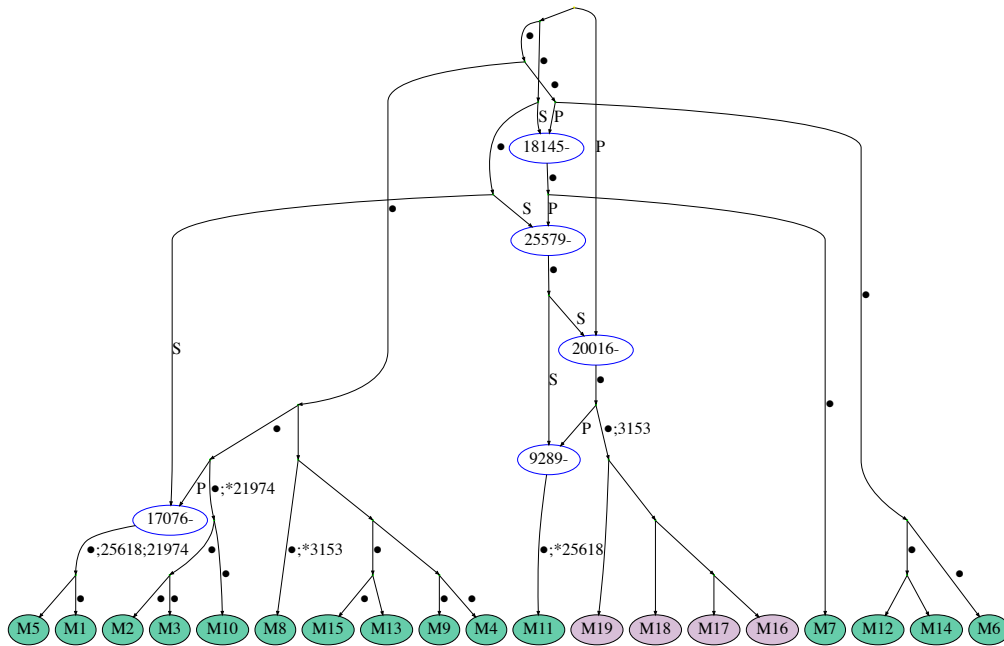 ●
●
●
S
P
●
18145-
P
●
●
S
P
25579-
●
●
●
S
20016-
S
S
●
●
P
●;3153
9289-
P
●;*21974
17076-
●;25618;21974
●
●;*3153
●
●;*25618
●
●
●
●
●
●
●
●
●
M5
M1
M2
M3
M10
M8
M15
M13
M9
M4
M11
M19
M18
M17
M16
M7
M12
M14
M6